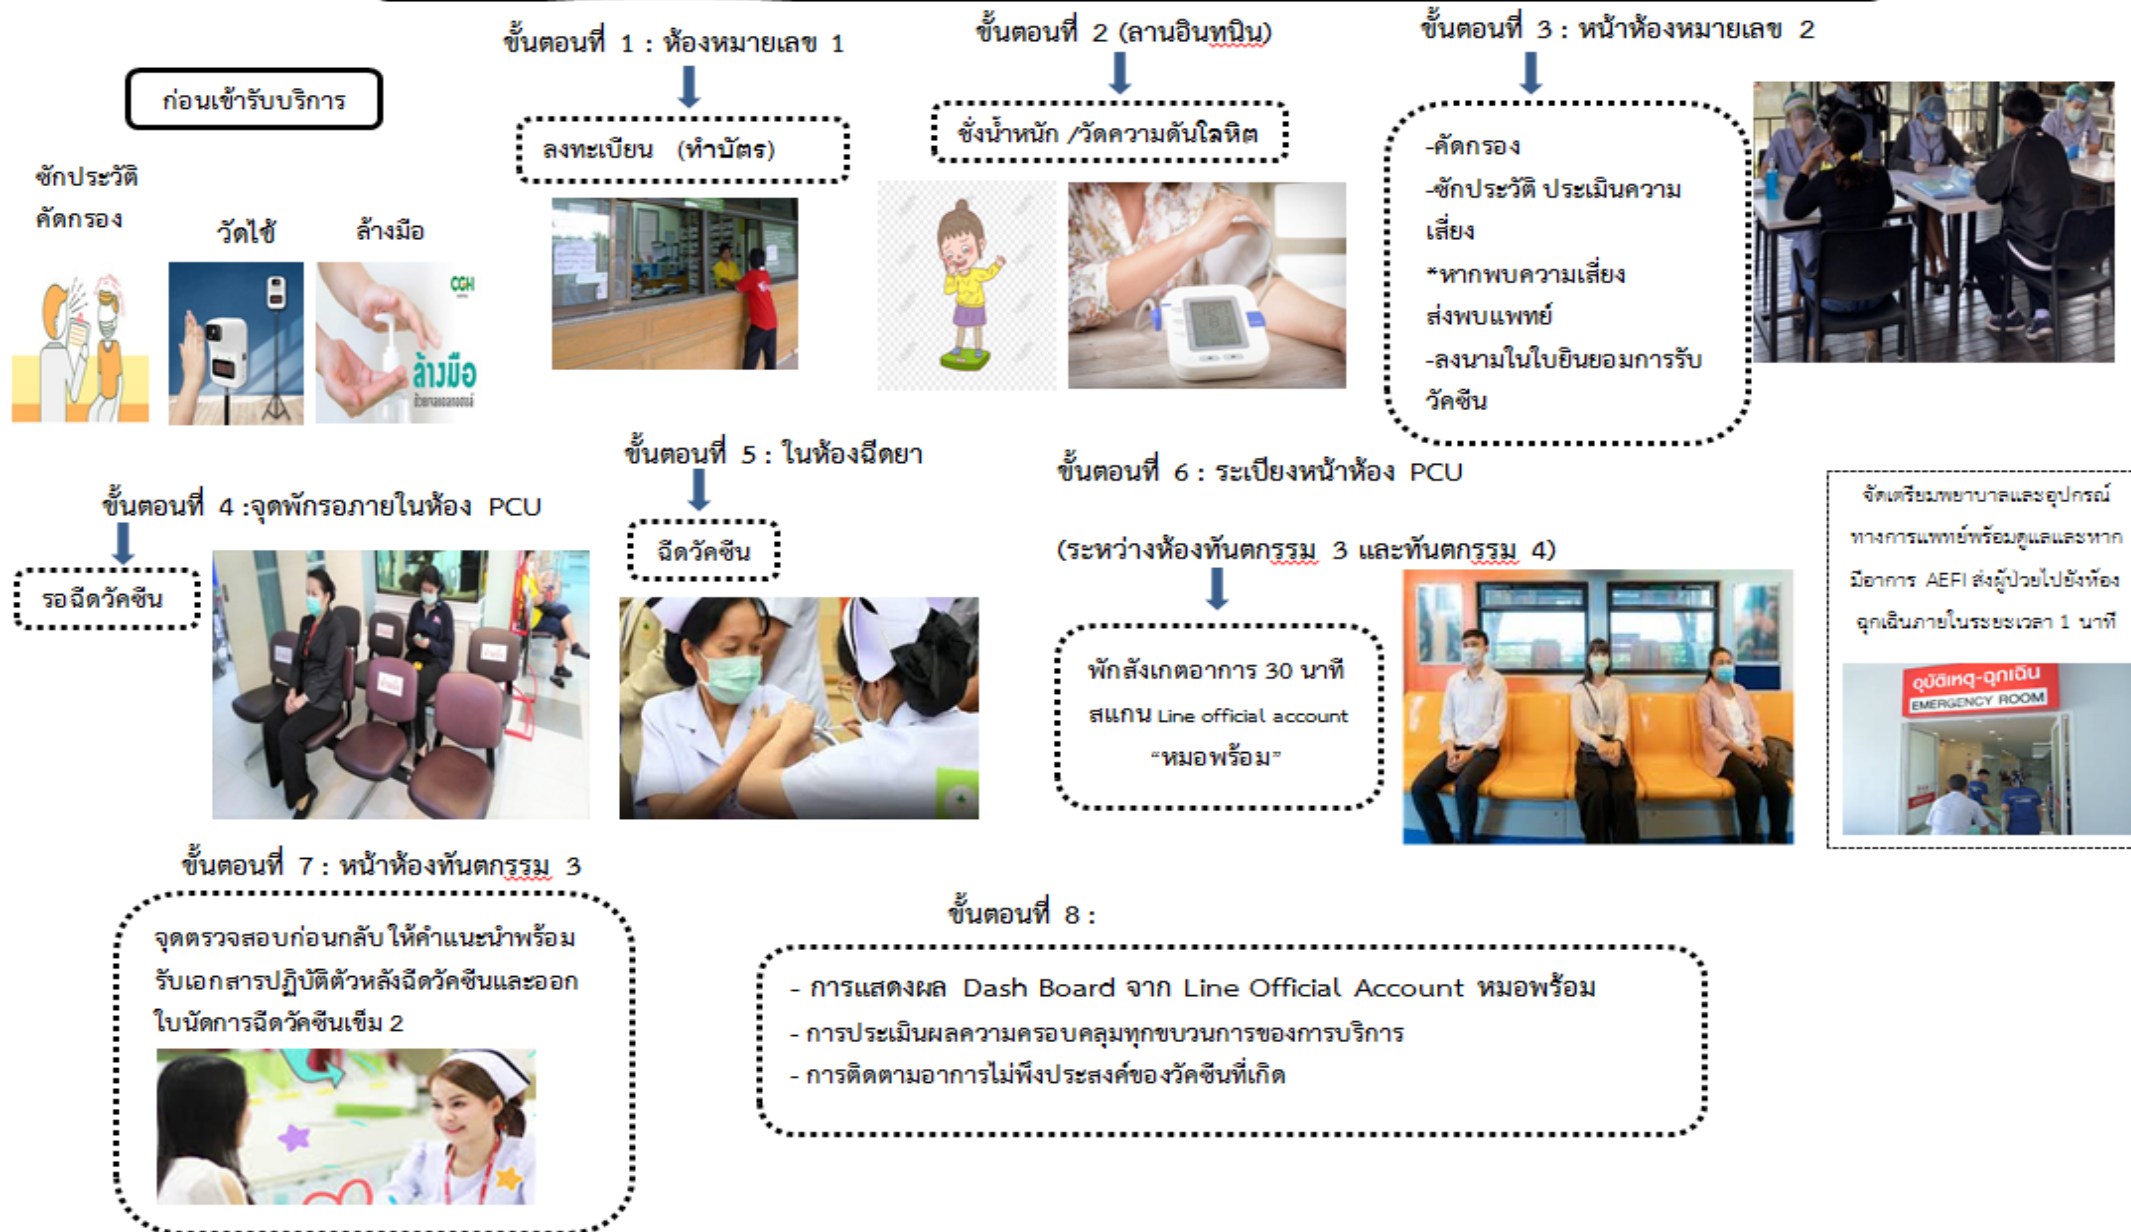 ก่อนเข้ารับบริการ
ซักประวัติ
คัดกรอง
วัดไข้
ล้างมือ
CGH
ล้างมือ
ด้วยเจลแอลกอฮอล์
ขั้นตอนที่ 1 : ห้องหมายเลข 1
ลงทะเบียน (ทำบัตร)
ขั้นตอนที่ 2 (ลานอินทนิน)
ชั่งน้ำหนัก /วัดความดันโลหิต
ขั้นตอนที่ 3 : หน้าห้องหมายเลข 2
-คัดกรอง
-ซักประวัติ ประเมินความ
เสี่ยง
*หากพบความเสี่ยง
ส่งพบแพทย์
-ลงนามในใบยินยอมการรับ
วัคซีน
ขั้นตอนที่ 4 :จุดพักรอภายในห้อง PCU
รอฉีดวัคซีน
ขั้นตอนที่ 5 : ในห้องฉีดยา
ฉีดวัคซีน
ขั้นตอนที่ 6 : ระเบียงหน้าห้อง PCU
(ระหว่างห้องทันตกรรม 3 และทันตกรรม 4)
พักสังเกตอาการ 30 นาที
สแกน Line official account
“หมอพร้อม”
จัดเตรียมพยาบาลและอุปกรณ์
ทางการแพทย์พร้อมดูแลและหาก
มีอาการ AEFI ส่งผู้ป่วยไปยังห้อง
ฉุกเฉินภายในระยะเวลา 1 นาที
อุบัติเหตุ-ฉุกเฉิน
EMERGENCY ROOM
ขั้นตอนที่ 7 : หน้าห้องทันตกรรม 3
จุดตรวจสอบก่อนกลับ ให้คำแนะนำพร้อม
รับเอกสารปฏิบัติตัวหลังฉีดวัคซีนและออก
ใบนัดการฉีดวัคซีนเข็ม 2
ขั้นตอนที่ 8 :
- การแสดงผล Dash Board จาก Line Official Account หมอพร้อม
- การประเมินผลความครอบคลุมทุกขบวนการของการบริการ
- การติดตามอาการไม่พึงประสงค์ของวัคซีนที่เกิด